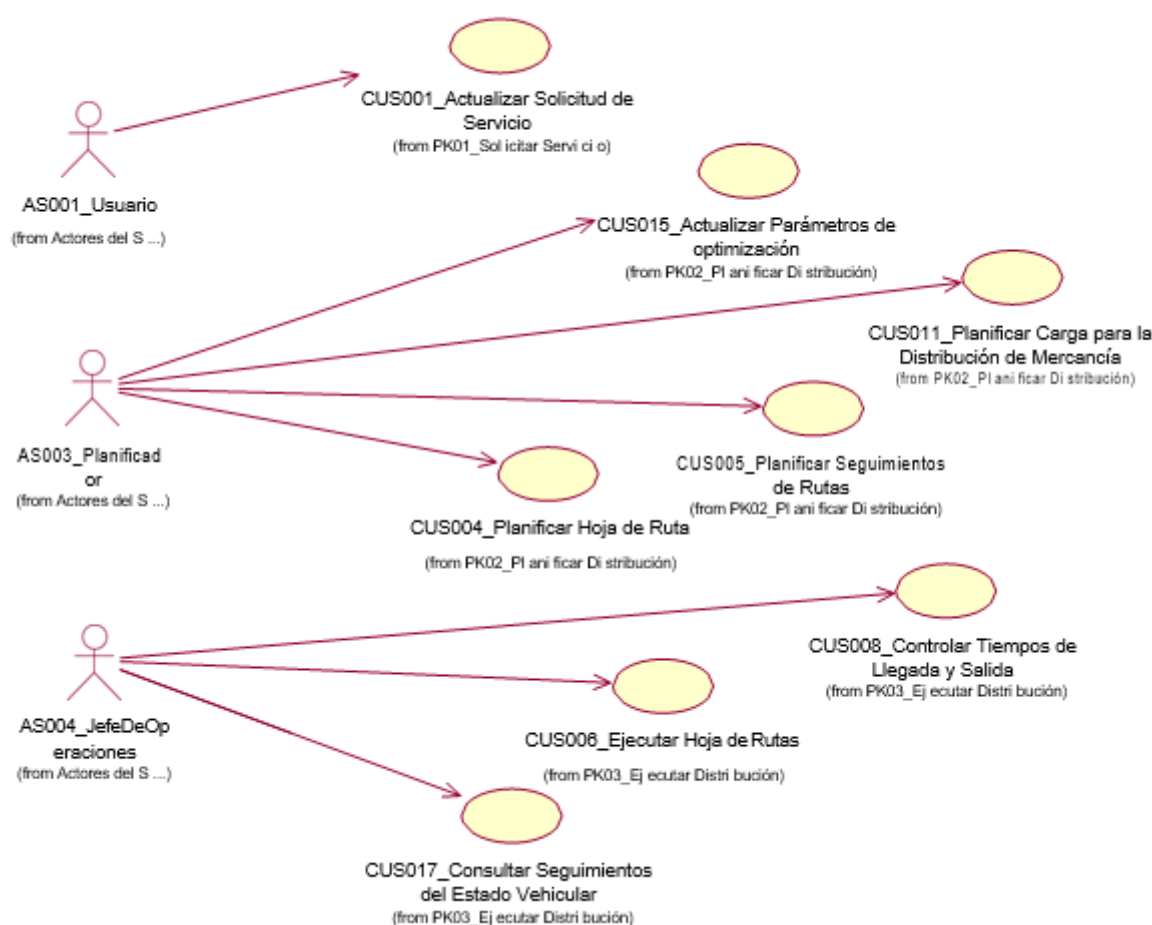 CUS001_Actualizar Solicitud de
Servicio
(from PK01_Sol icitar Servi ci o)
AS001_Usuario
(from Actores del S ...)
CUS015_Actualizar Parámetros de
optimización
(from PK02_Pl ani ficar Di stribución)
CUS011_Planificar Carga para la
Distribución de Mercancía
(from PK02_Pl ani ficar Di stribución)
AS003_Planificad
or
(from Actores del S ...)
CUS005_Planificar Seguimientos
de Rutas
(from PK02_Pl ani ficar Di stribución)
CUS004_Planificar Hoja de Ruta
(from PK02_Pl ani ficar Di stribución)
CUS008_Controlar Tiempos de
Llegada y Salida
(from PK03_Ej ecutar Distri bución)
AS004_JefeDeOp
eraciones
(from Actores del S ...)
CUS006_Ejecutar Hoja de Rutas
(from PK03_Ej ecutar Distri bución)
CUS017_Consultar Seguimientos
del Estado Vehicular
(from PK03_Ej ecutar Distri bución)